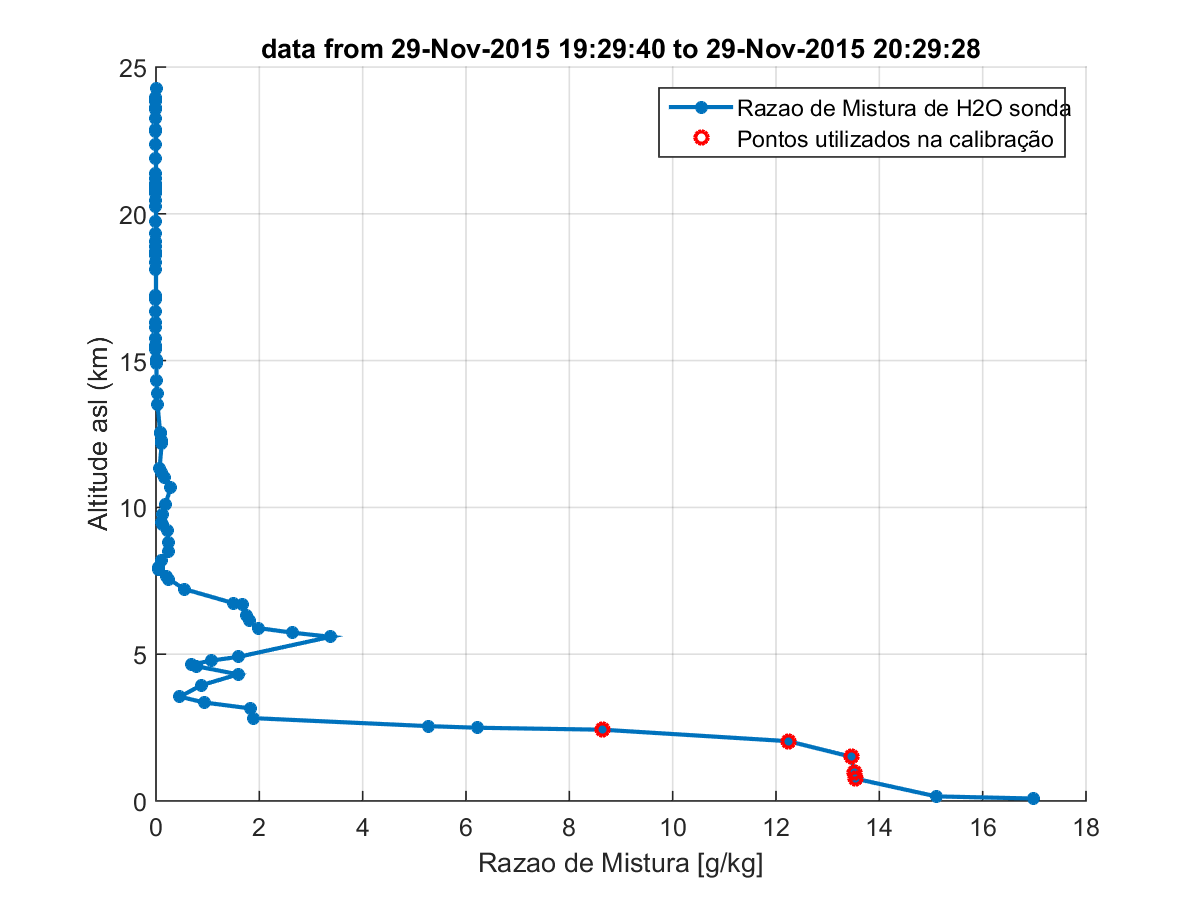 data from 29-Nov-2015 19:29:40 to 29-Nov-2015 20:29:28
Razao de Mistura de H2O sonda
Pontos utilizados na calibração
25
20
15
10
5
0
Altitude asl (km)
0 2 4 6 8 10 12 14 16 18
Razao de Mistura [g/kg]